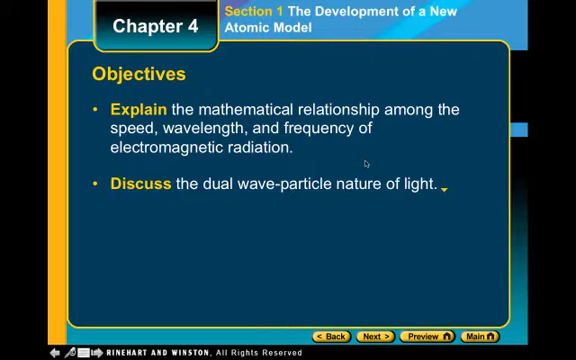 Chapter 4
Section 1 The Development of a New
Atomic Model
Objectives
• Explain the mathematical relationship among the
speed, wavelength, and frequency of
electromagnetic radiation.
• Discuss the dual wave-particle nature of light.
Back
Next
Preview
Main
RINEHART AND WINSTON, All Rights Reserved